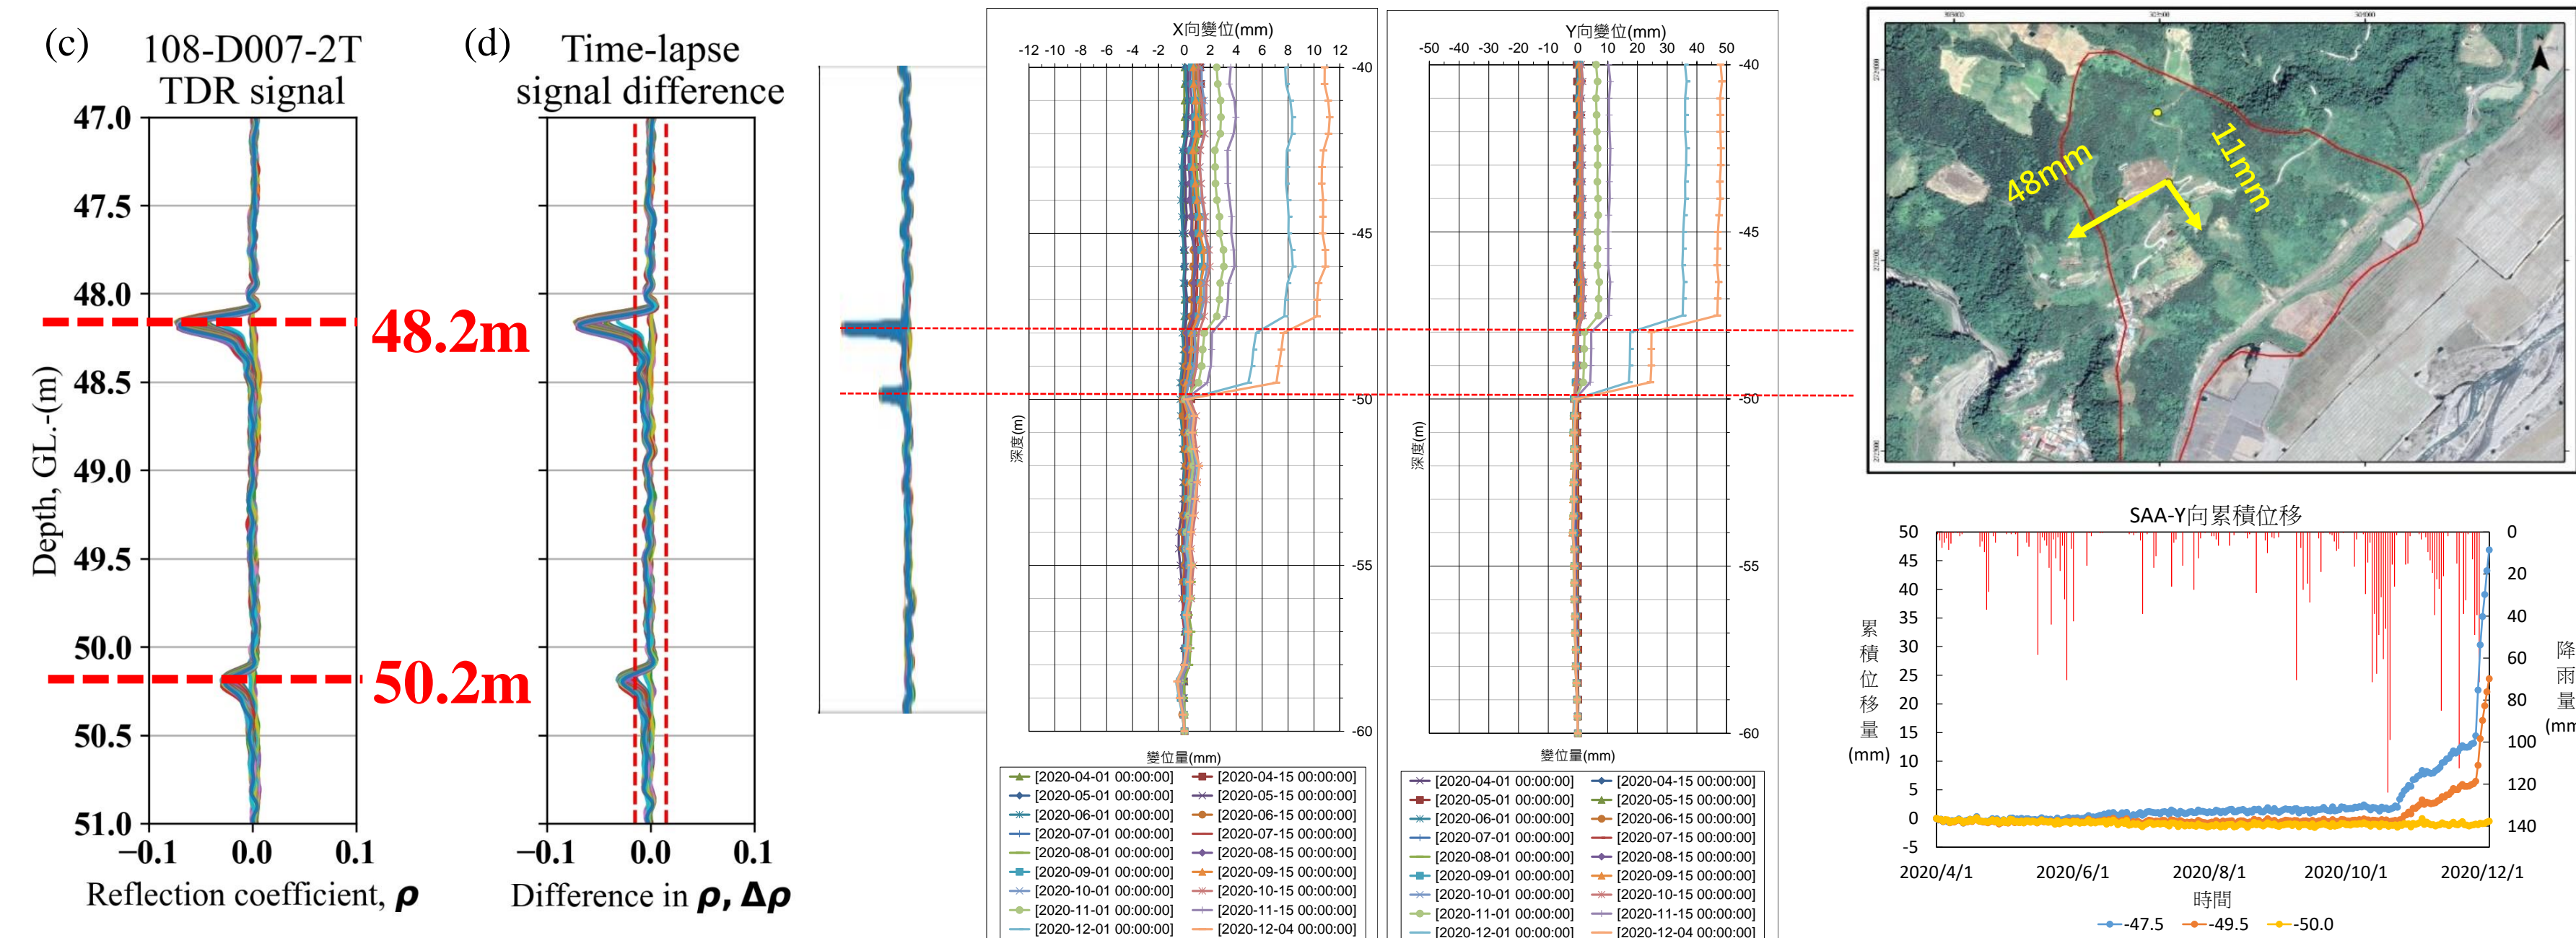 (c)
108-D007-2T
TDR signal
47.0
47.5
48.0
48.5
49.0
49.5
50.0
50.5
51.0
Depth, GL.-(m)
−0.1 0.0 0.1
Reflection coefficient, ρ
48.2m
50.2m
(d)
Time-lapse
signal difference
−0.1 0.0 0.1
Difference in ρ, Δρ
X向變位(mm)
-12 -10 -8 -6 -4 -2 0 2 4 6 8 10 12
-40
-45
-50
-55
-60
深度(m)
變位量(mm)
[2020-04-01 00:00:00] [2020-04-15 00:00:00]
[2020-05-01 00:00:00] [2020-05-15 00:00:00]
[2020-06-01 00:00:00] [2020-06-15 00:00:00]
[2020-07-01 00:00:00] [2020-07-15 00:00:00]
[2020-08-01 00:00:00] [2020-08-15 00:00:00]
[2020-09-01 00:00:00] [2020-09-15 00:00:00]
[2020-10-01 00:00:00] [2020-10-15 00:00:00]
[2020-11-01 00:00:00] [2020-11-15 00:00:00]
[2020-12-01 00:00:00] [2020-12-04 00:00:00]
Y向變位(mm)
-50 -40 -30 -20 -10 0 10 20 30 40 50
-40
-45
-50
-55
-60
深度(m)
變位量(mm)
[2020-04-01 00:00:00] [2020-04-15 00:00:00]
[2020-05-01 00:00:00] [2020-05-15 00:00:00]
[2020-06-01 00:00:00] [2020-06-15 00:00:00]
[2020-07-01 00:00:00] [2020-07-15 00:00:00]
[2020-08-01 00:00:00] [2020-08-15 00:00:00]
[2020-09-01 00:00:00] [2020-09-15 00:00:00]
[2020-10-01 00:00:00] [2020-10-15 00:00:00]
[2020-11-01 00:00:00] [2020-11-15 00:00:00]
[2020-12-01 00:00:00] [2020-12-04 00:00:00]
48mm
11mm
SAA-Y向累積位移
50
45
40
35
30
25
20
15
10
5
0
-5
累積位移量
(mm)
0
20
40
60
80
100
120
140
降雨量
(mm
2020/4/1 2020/6/1 2020/8/1 2020/10/1 2020/12/1
時間
-47.5 -49.5 -50.0